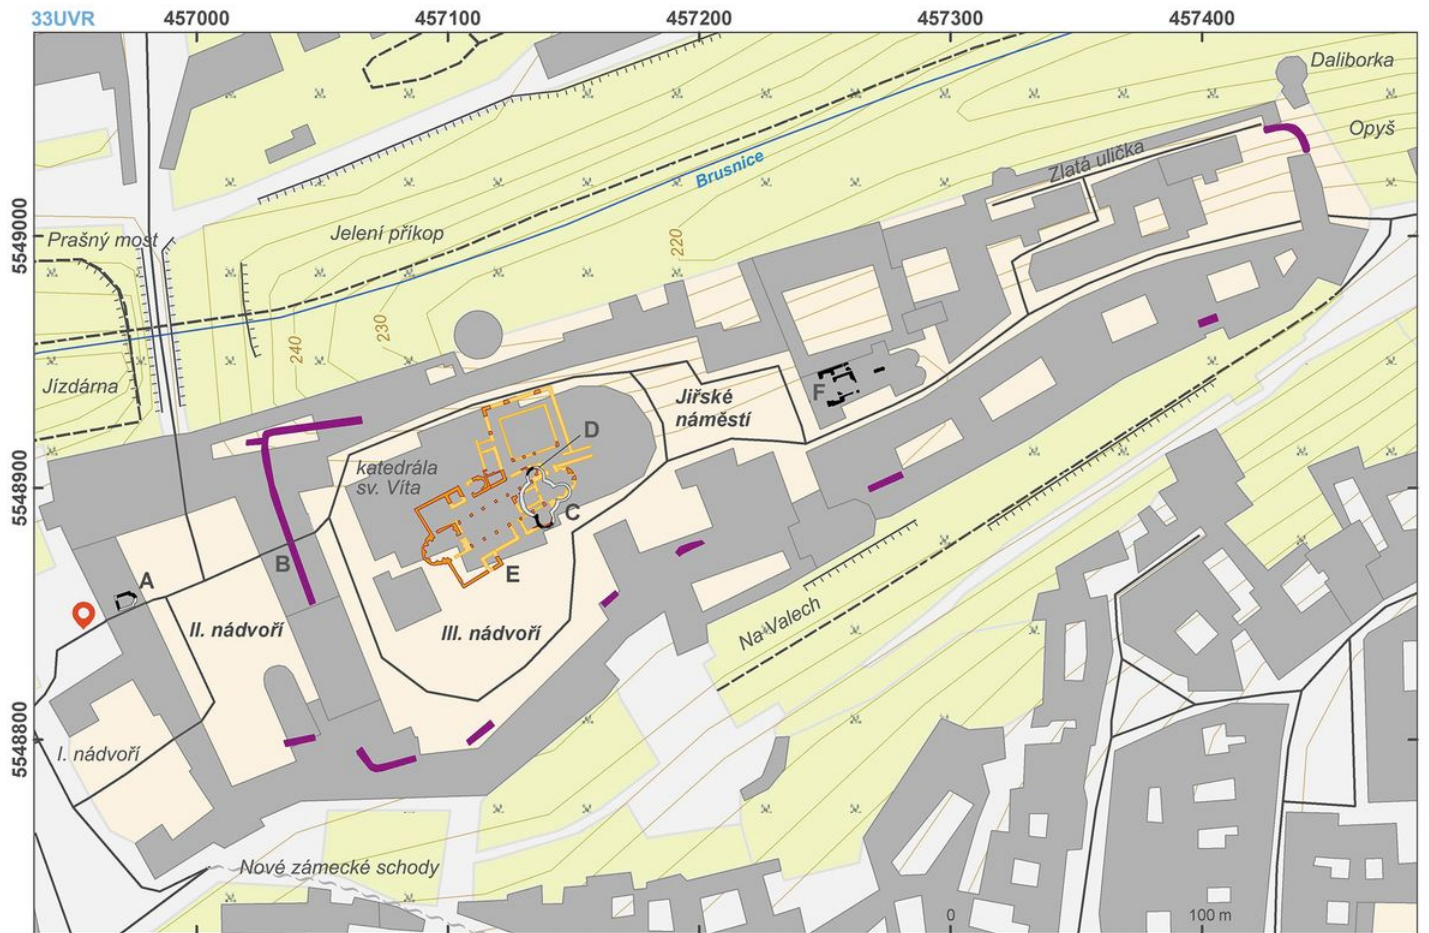 33UVR
457000
457100
457200
457300
457400
Daliborka
Opyš
Zlatá ulička
Brusnice
5549000
Prašný most
Jelení příkop
220
230
240
Jízdárna
Jiřské
náměstí
F
D
katedrála
sv. Víta
5548900
C
B
A
E
II. nádvoří
III. nádvoří
Na Valech
5548800
I. nádvoří
Nové zámecké schody
0
100 m